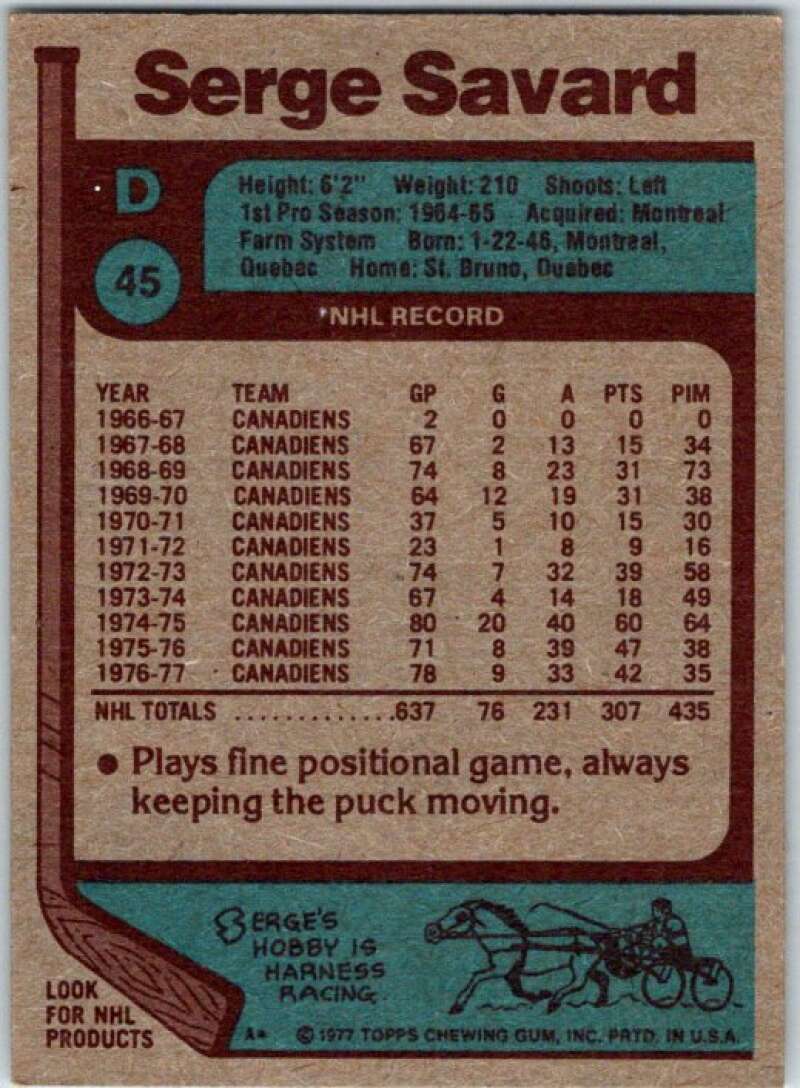 Serge Savard
D
45
Height: 6'2" Weight: 210 Shoots: Left
1st Pro Season: 1964-65 Acquired: Montreal
Farm System Born: 1-22-46, Montreal,
Quebec Home: St. Bruno, Quebec
NHL RECORD
YEAR TEAM GP G A PTS PIM
1966-67 CANADIENS 2 0 0 0 0
1967-68 CANADIENS 67 2 13 15 34
1968-69 CANADIENS 74 8 23 31 73
1969-70 CANADIENS 64 12 19 31 38
1970-71 CANADIENS 37 5 10 15 30
1971-72 CANADIENS 23 1 8 9 16
1972-73 CANADIENS 74 7 32 39 58
1973-74 CANADIENS 67 4 14 18 49
1974-75 CANADIENS 80 20 40 60 64
1975-76 CANADIENS 71 8 39 47 38
1976-77 CANADIENS 78 9 33 42 35
NHL TOTALS ..............637 76 231 307 435
● Plays fine positional game, always
keeping the puck moving.
SERGE'S
HOBBY IS
HARNESS
RACING.
LOOK
FOR NHL
PRODUCTS
A* © 1977 TOPPS CHEWING GUM, INC. PRTD. IN U.S.A.